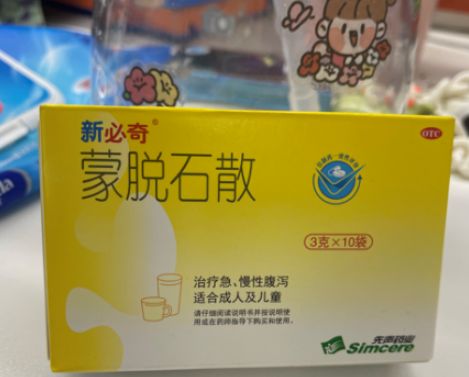 新必奇®
OTC
蒙脱石散
3克×10袋
治疗急、慢性腹泻
适合成人及儿童
请仔细阅读说明书并按说明使
用或在药师指导下购买和使用。
先声药业
Simcere